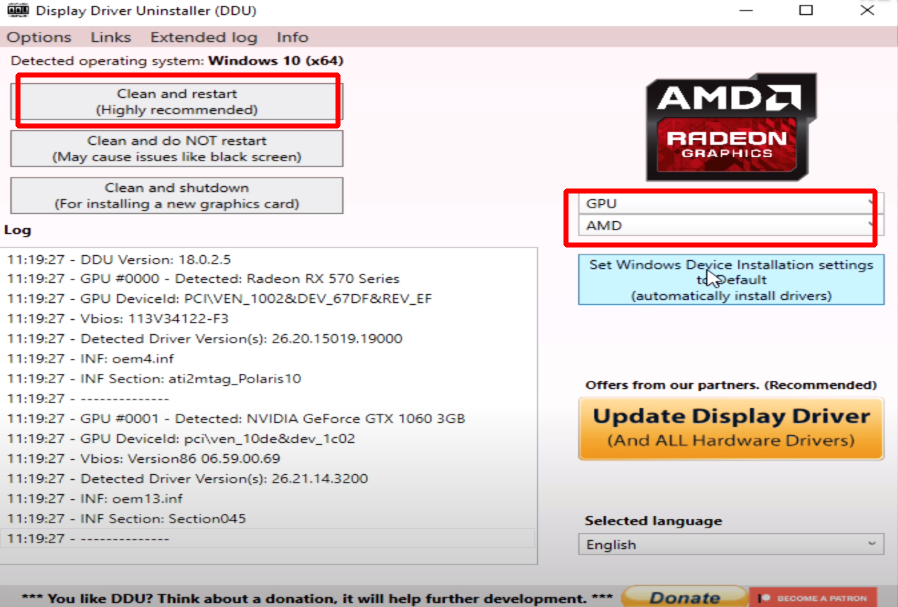 Display Driver Uninstaller (DDU)
Options Links Extended log Info
Detected operating system: Windows 10 (x64)
Clean and restart
(Highly recommended)
Clean and do NOT restart
(May cause issues like black screen)
Clean and shutdown
(For installing a new graphics card)
AMD
RADEON
GRAPHICS
GPU
AMD
Log
11:19:27 - DDU Version: 18.0.2.5
11:19:27 - GPU #0000 - Detected: Radeon RX 570 Series
11:19:27 - GPU DeviceId: PCI\VEN_1002&DEV_67DF&REV_EF
11:19:27 - Vbios: 113V34122-F3
11:19:27 - Detected Driver Version(s): 26.20.15019.19000
11:19:27 - INF: oem4.inf
11:19:27 - INF Section: ati2mtag_Polaris10
11:19:27 - --------------
11:19:27 - GPU #0001 - Detected: NVIDIA GeForce GTX 1060 3GB
11:19:27 - GPU DeviceId: pci\ven_10de&dev_1c02
11:19:27 - Vbios: Version86 06.59.00.69
11:19:27 - Detected Driver Version(s): 26.21.14.3200
11:19:27 - INF: oem13.inf
11:19:27 - INF Section: Section045
11:19:27 - --------------
Set Windows Device Installation settings
to Default
(automatically install drivers)
Offers from our partners. (Recommended)
Update Display Driver
(And ALL Hardware Drivers)
Selected language
English
*** You like DDU? Think about a donation, it will help further development. ***
Donate
BECOME A PATRON